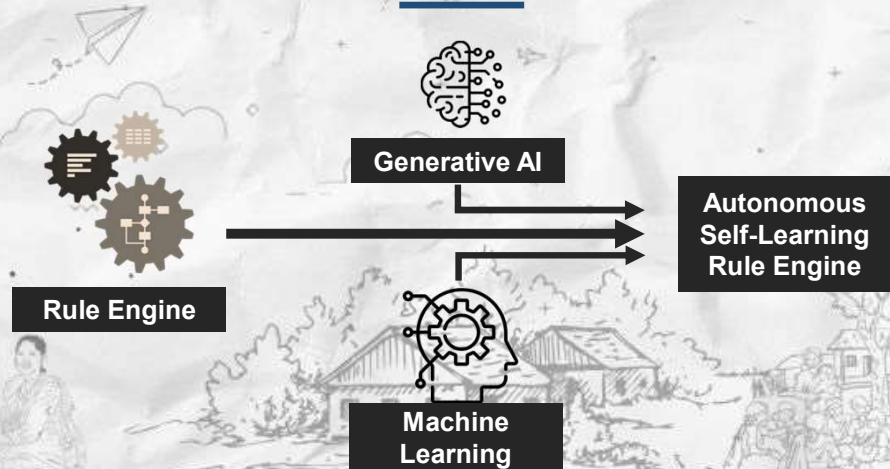 Generative AI
Autonomous
Self-Learning
Rule Engine
Rule Engine
Machine
Learning